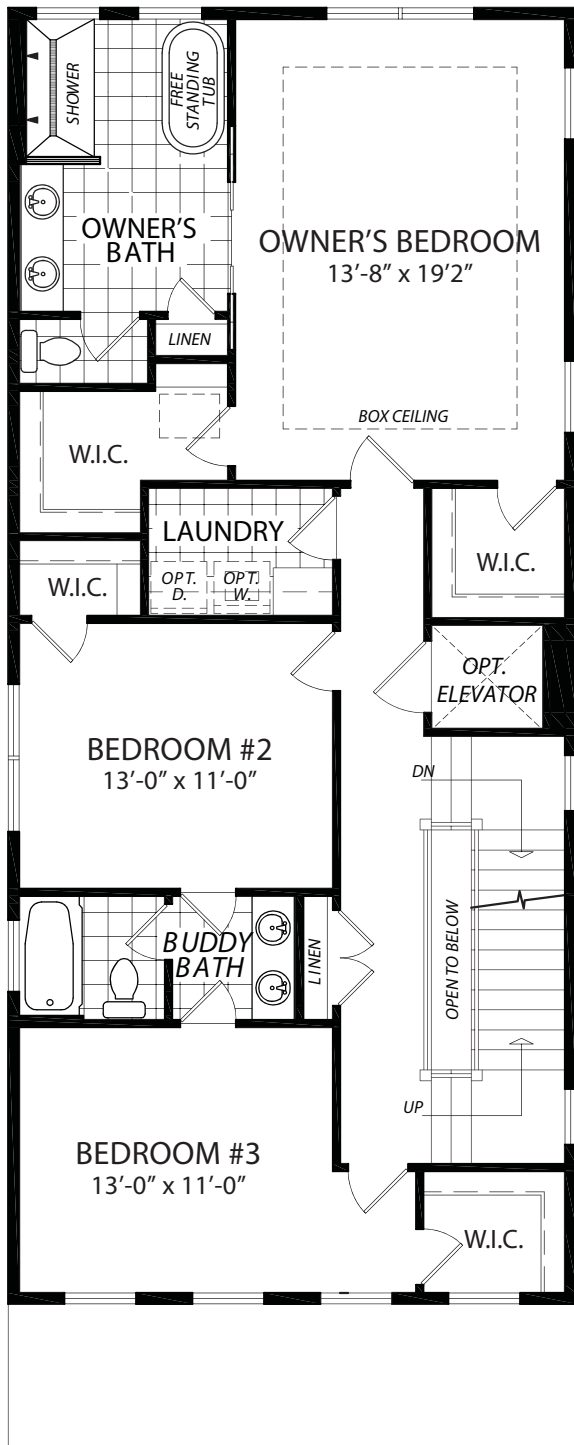 SHOWER
FREE
STANDING
TUB
OWNER'S
BATH
OWNER'S BEDROOM
13'-8" x 19'2"
LINEN
BOX CEILING
W.I.C.
LAUNDRY
OPT.
D.
OPT.
W.
W.I.C.
W.I.C.
OPT.
ELEVATOR
BEDROOM #2
13'-0" x 11'-0"
DN
BUDDY
BATH
LINEN
OPEN TO BELOW
UP
BEDROOM #3
13'-0" x 11'-0"
W.I.C.